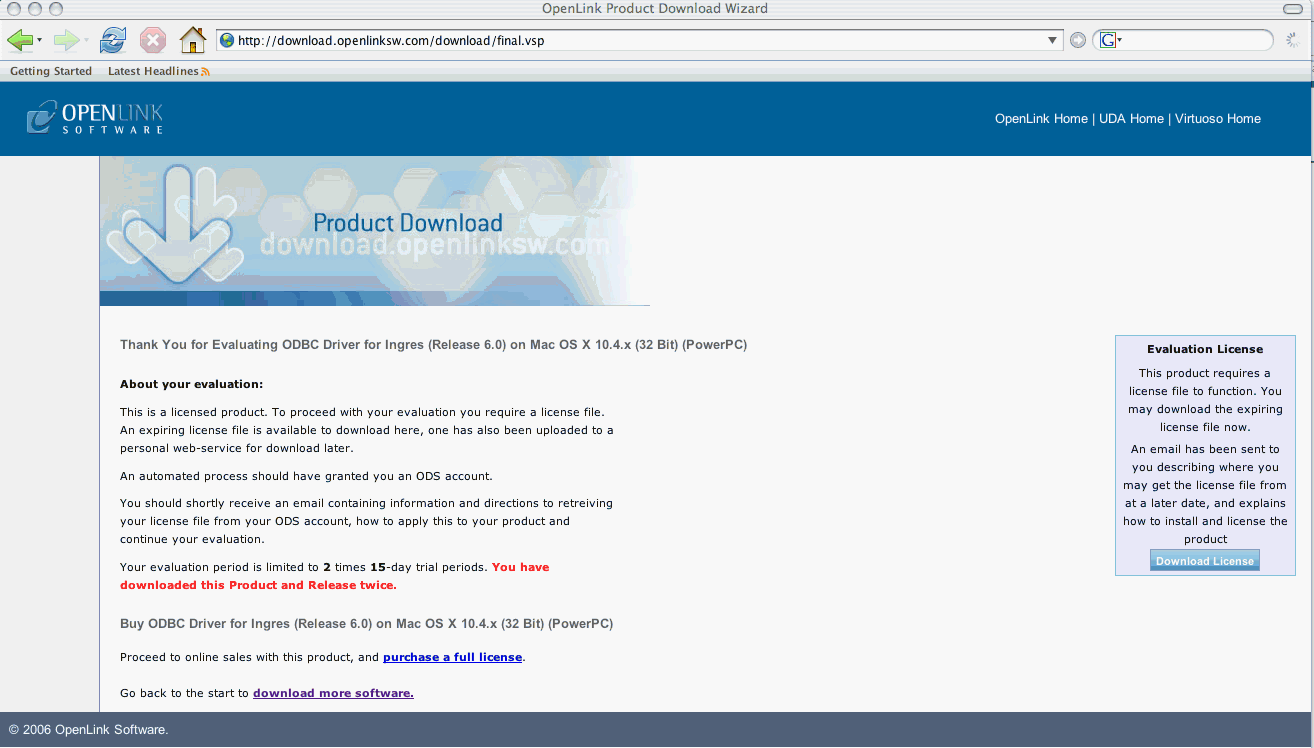 OpenLink Product Download Wizard
http://download.openlinksw.com/download/final.vsp
G
Getting Started Latest Headlines
OPENLINK
SOFTWARE
OpenLink Home | UDA Home | Virtuoso Home
Product Download
download.openlinksw.com
Thank You for Evaluating ODBC Driver for Ingres (Release 6.0) on Mac OS X 10.4.x (32 Bit) (PowerPC)
About your evaluation:
This is a licensed product. To proceed with your evaluation you require a license file.
An expiring license file is available to download here, one has also been uploaded to a
personal web-service for download later.
An automated process should have granted you an ODS account.
You should shortly receive an email containing information and directions to retreiving
your license file from your ODS account, how to apply this to your product and
continue your evaluation.
Your evaluation period is limited to 2 times 15-day trial periods. You have
downloaded this Product and Release twice.
Buy ODBC Driver for Ingres (Release 6.0) on Mac OS X 10.4.x (32 Bit) (PowerPC)
Proceed to online sales with this product, and purchase a full license.
Go back to the start to download more software.
Evaluation License
This product requires a
license file to function. You
may download the expiring
license file now.
An email has been sent to
you describing where you
may get the license file from
at a later date, and explains
how to install and license the
product
Download License
© 2006 OpenLink Software.